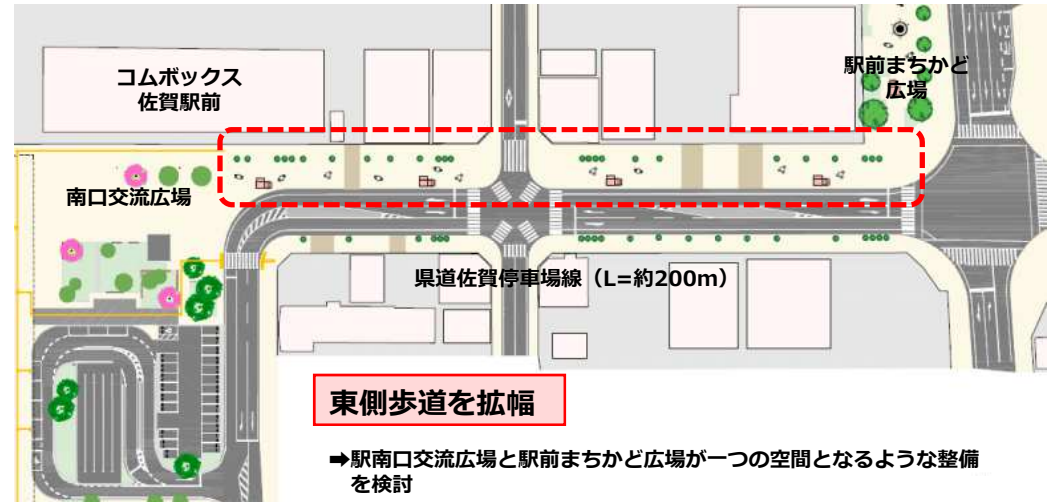 コムボックス
佐賀駅前
駅前まちかど
広場
南口交流広場
県道佐賀停車場線（L=約200m）
東側歩道を拡幅
➡駅南口交流広場と駅前まちかど広場が一つの空間となるような整備
を検討